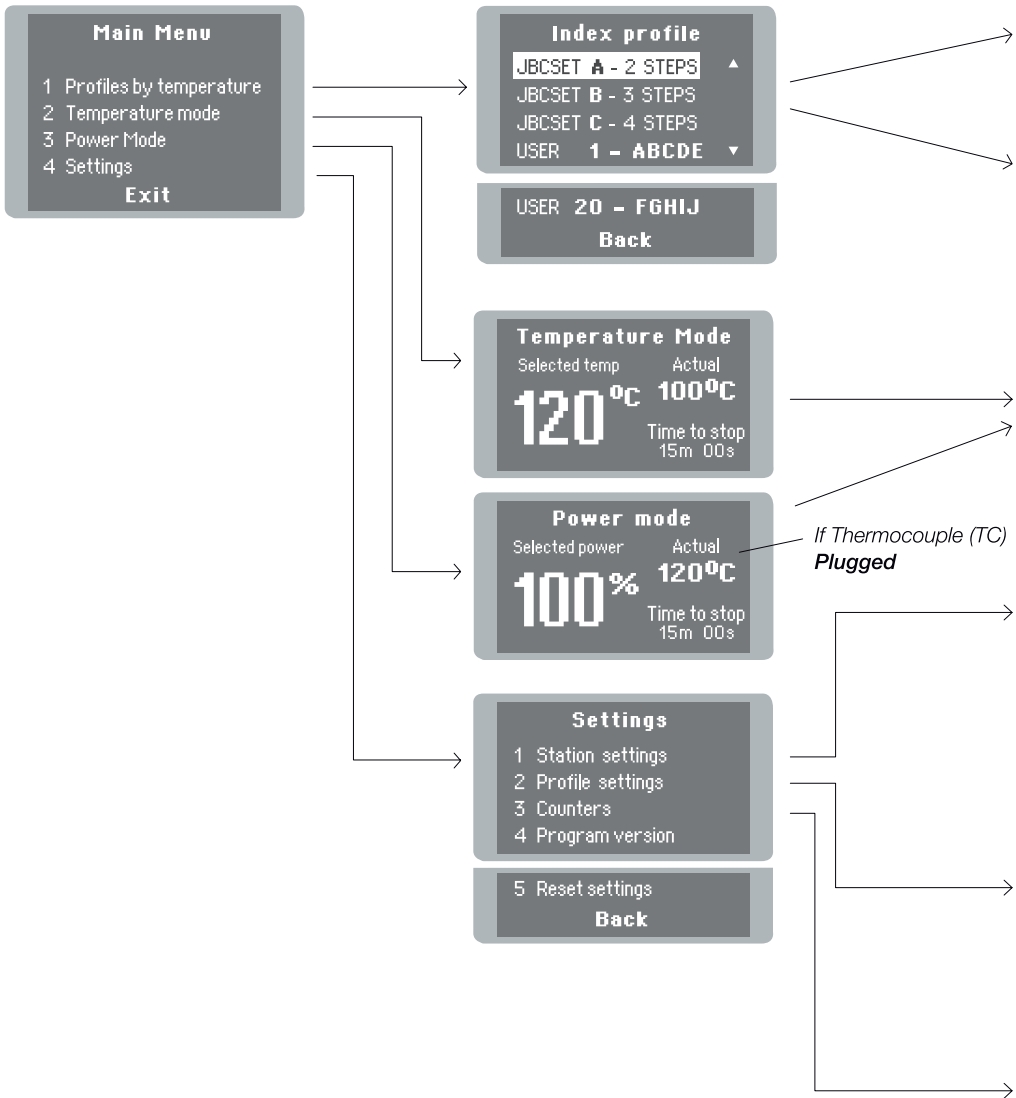 Main Menu
1 Profiles by temperature
2 Temperature mode
3 Power Mode
4 Settings
Exit
Index profile
JBCSET A - 2 STEPS ▲
JBCSET B - 3 STEPS
JBCSET C - 4 STEPS
USER 1 - ABCDE ▼
USER 20 - FGHIJ
Back
Temperature Mode
Selected temp Actual
120ºC 100ºC
Time to stop
15m 00s
Power mode
Selected power Actual
100% 120ºC
Time to stop
15m 00s
If Thermocouple (TC)
Plugged
Settings
1 Station settings
2 Profile settings
3 Counters
4 Program version
5 Reset settings
Back